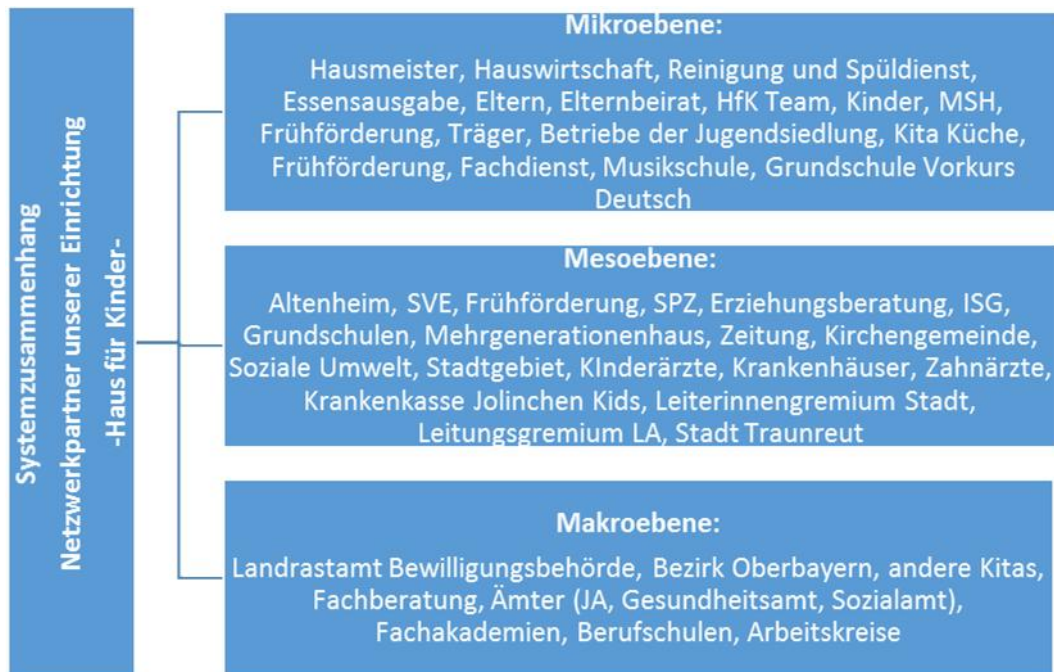 Systemzusammenhang
Netzwerkpartner unserer Einrichtung
-Haus für Kinder-
Mikroebene:
Hausmeister, Hauswirtschaft, Reinigung und Spüldienst,
Essensausgabe, Eltern, Elternbeirat, HfK Team, Kinder, MSH,
Frühförderung, Träger, Betriebe der Jugendsiedlung, Kita Küche,
Frühförderung, Fachdienst, Musikschule, Grundschule Vorkurs
Deutsch
Mesoebene:
Altenheim, SVE, Frühförderung, SPZ, Erziehungsberatung, ISG,
Grundschulen, Mehrgenerationenhaus, Zeitung, Kirchengemeinde,
Soziale Umwelt, Stadtgebiet, KInderärzte, Krankenhäuser, Zahnärzte,
Krankenkasse Jolinchen Kids, Leiterinnengremium Stadt,
Leitungsgremium LA, Stadt Traunreut
Makroebene:
Landrastamt Bewilligungsbehörde, Bezirk Oberbayern, andere Kitas,
Fachberatung, Ämter (JA, Gesundheitsamt, Sozialamt),
Fachakademien, Berufschulen, Arbeitskreise